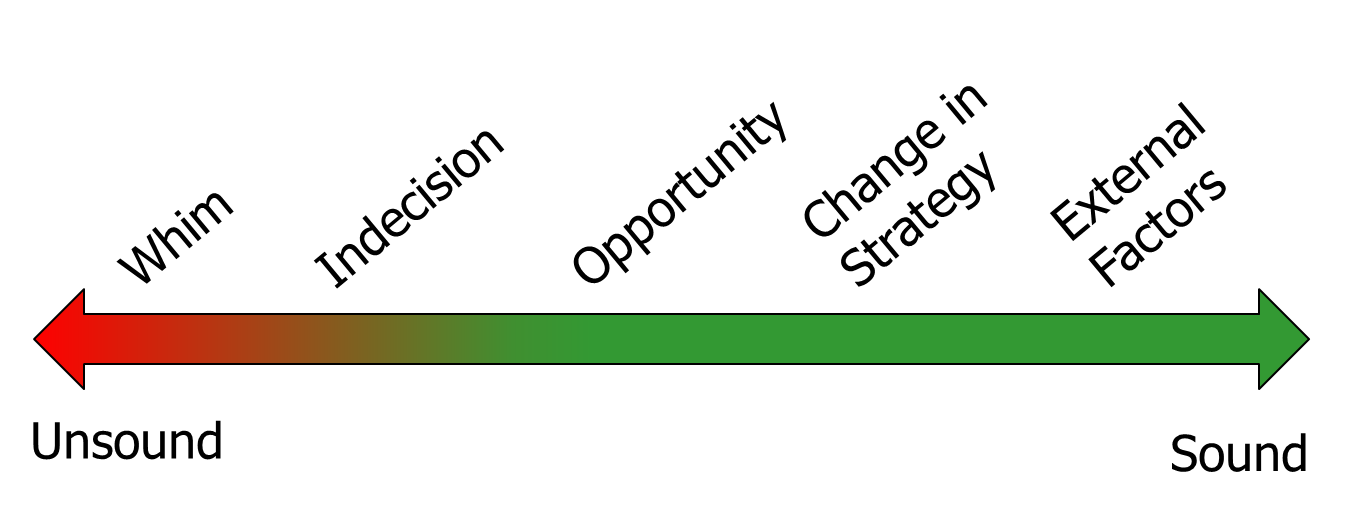 Whim
Indecision
Opportunity
Change in
Strategy
External
Factors
Unsound
Sound